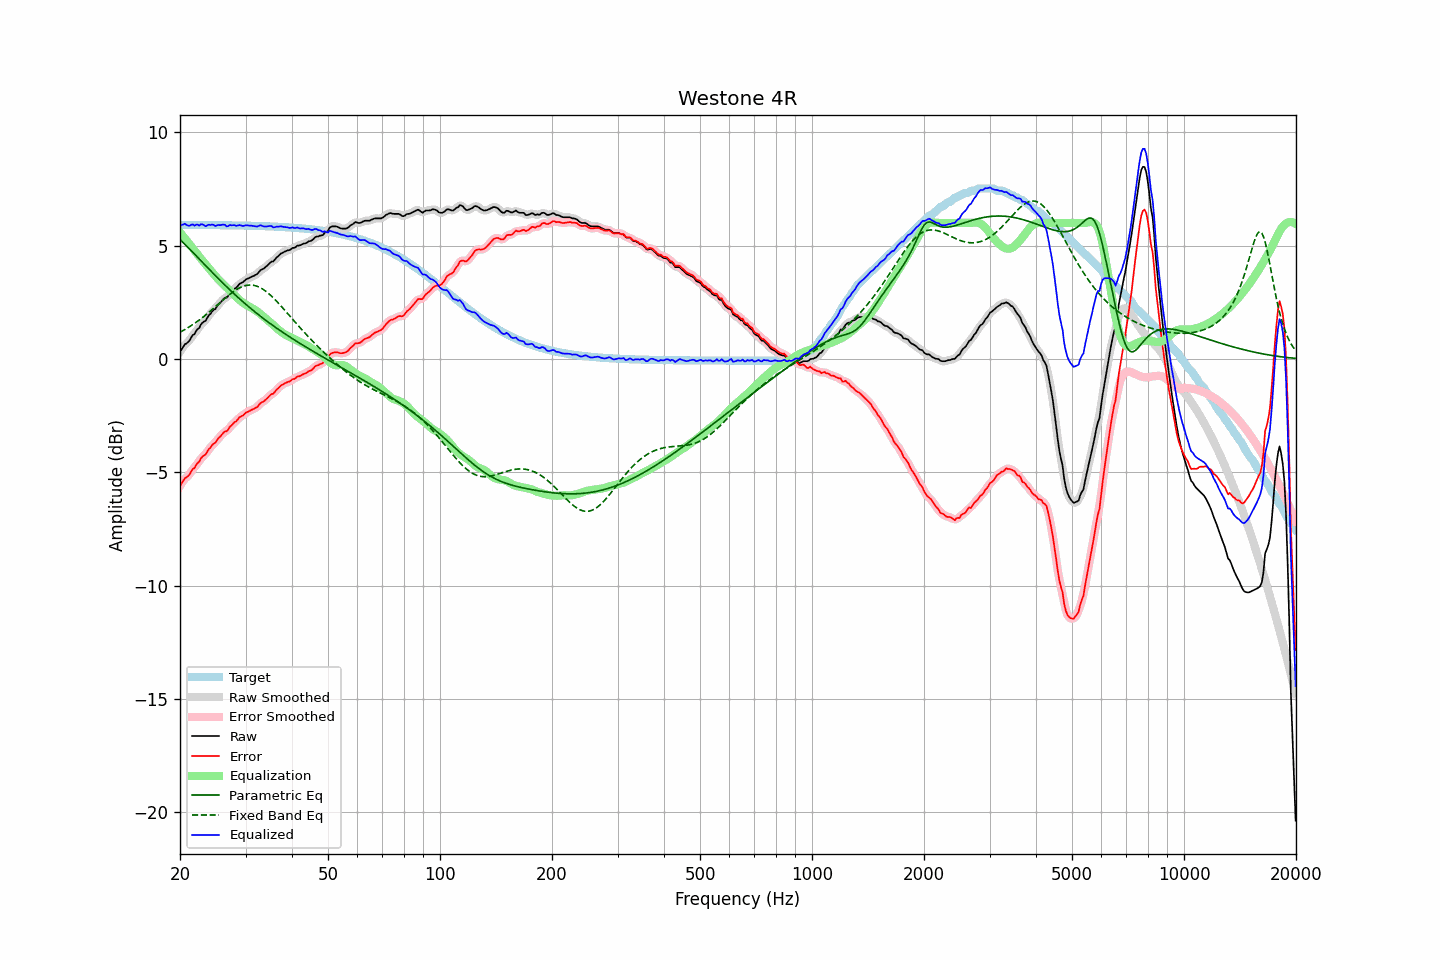 Westone 4R
Amplitude (dBr)
10
5
0
−5
−10
−15
−20
Target
Raw Smoothed
Error Smoothed
Raw
Error
Equalization
Parametric Eq
Fixed Band Eq
Equalized
20 50 100 200 500 1000 2000 5000 10000 20000
Frequency (Hz)